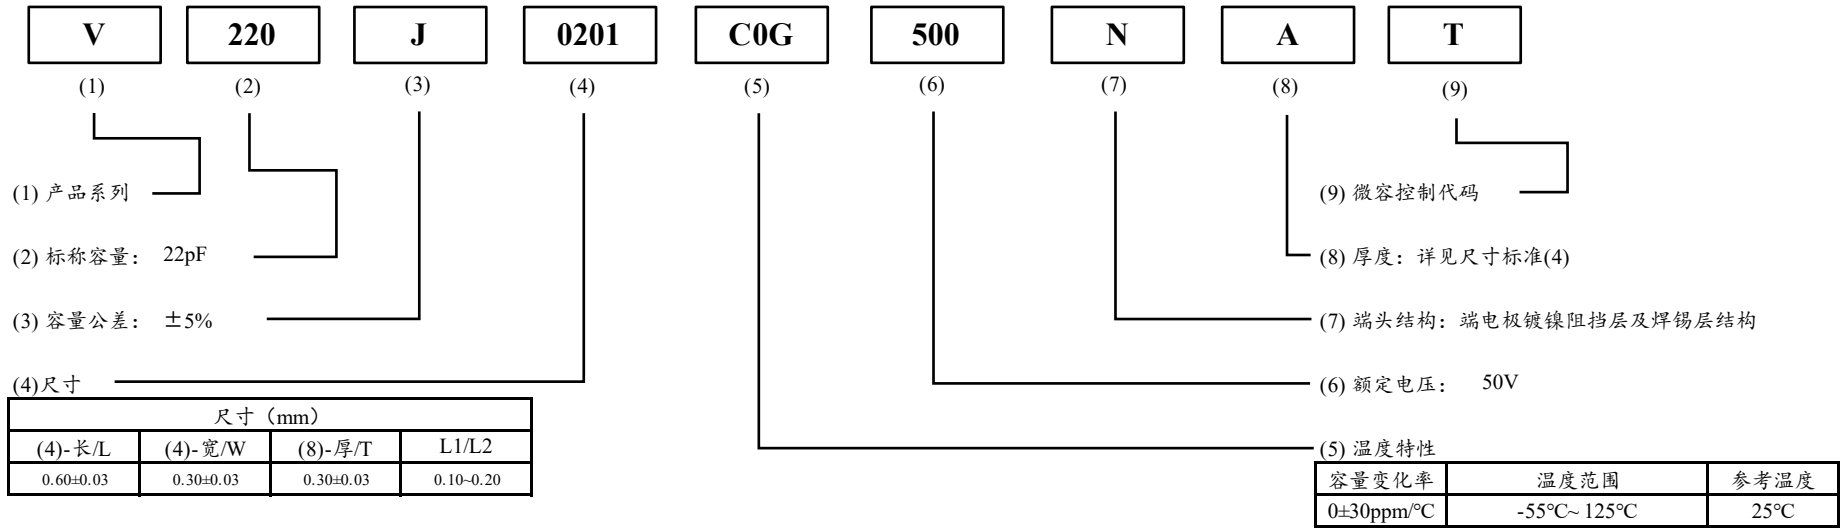 V 220 J 0201 C0G 500 N A T
(1) (2) (3) (4) (5) (6) (7) (8) (9)
(1) 产品系列
(9) 微容控制代码
(2) 标称容量： 22pF
(8) 厚度：详见尺寸标准(4)
(3) 容量公差： ±5%
(7) 端头结构：端电极镀镍阻挡层及焊锡层结构
(4)尺寸
(6) 额定电压： 50V
尺寸（mm）
(4)-长/L (4)-宽/W (8)-厚/T L1/L2
0.60±0.03 0.30±0.03 0.30±0.03 0.10~0.20
(5) 温度特性
容量变化率 温度范围 参考温度
0±30ppm/°C -55°C~ 125°C 25°C